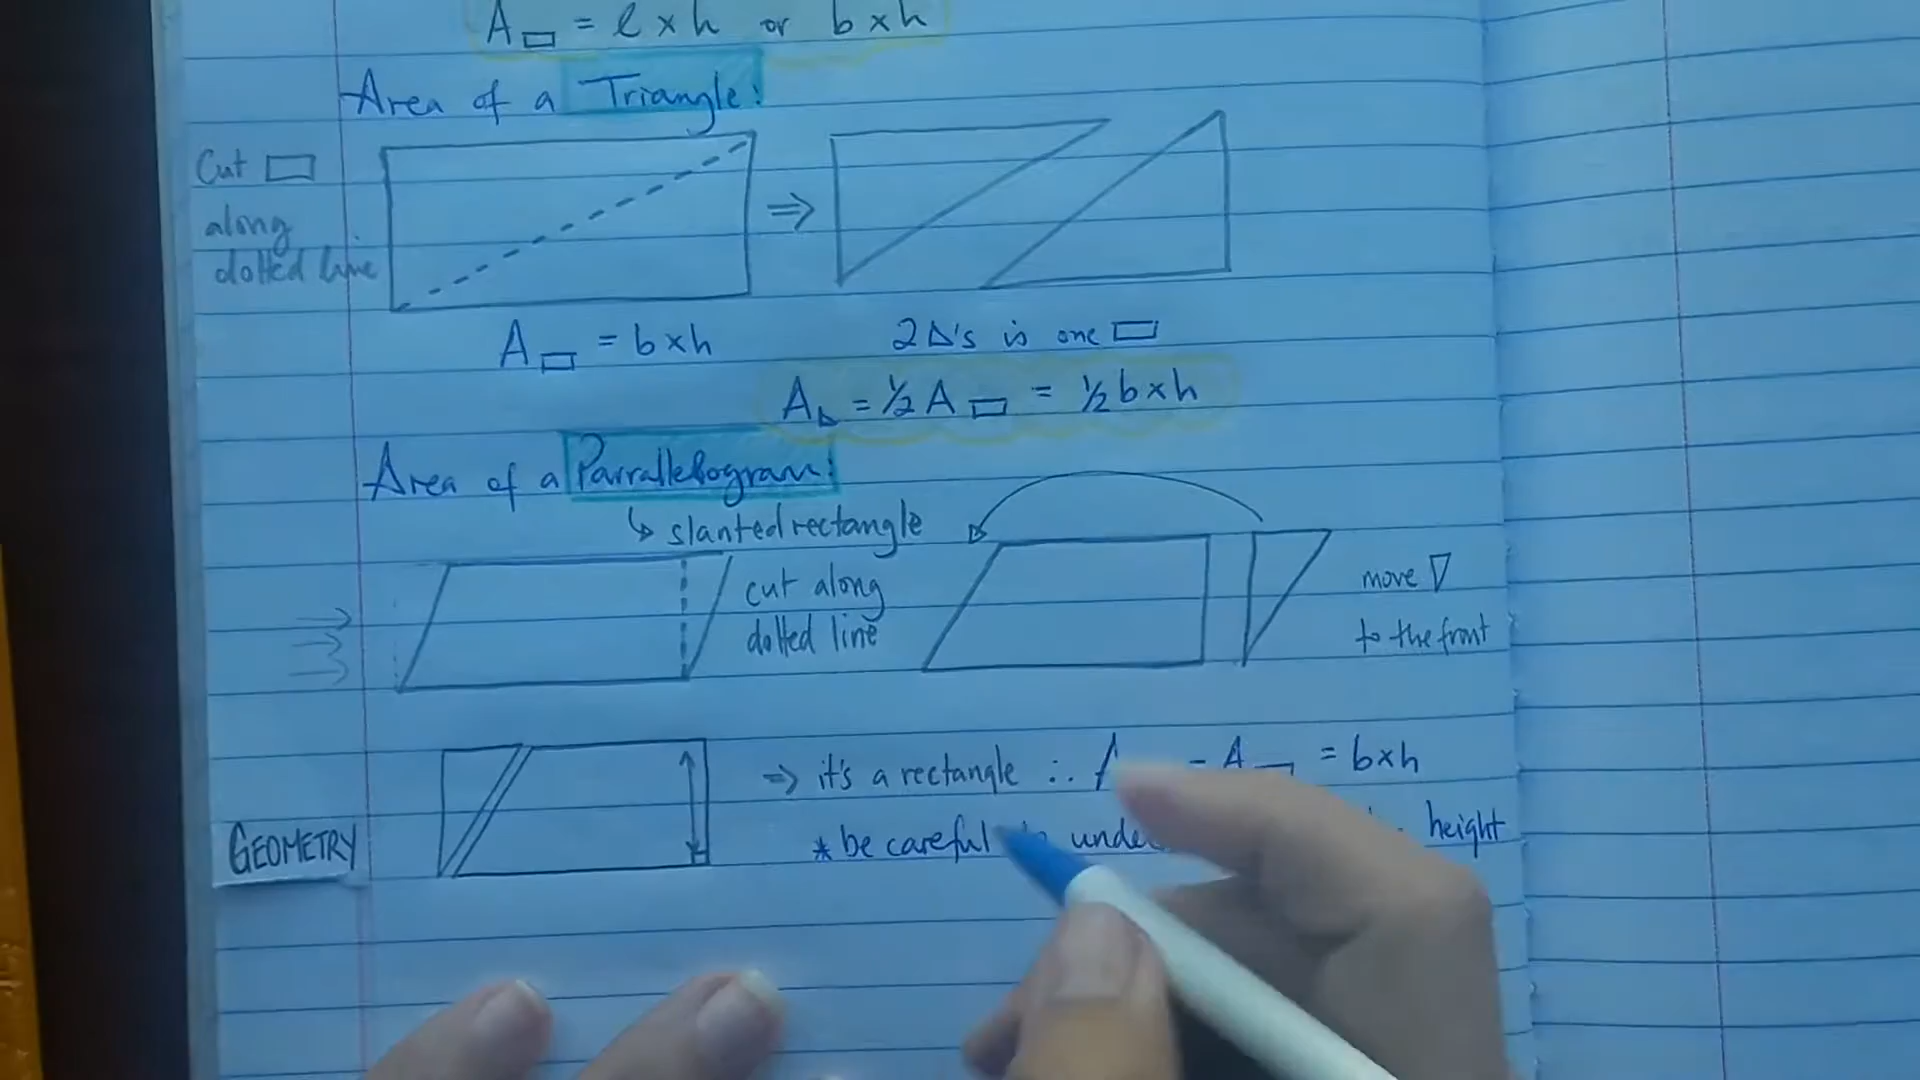 A▭ = l × h or b × h
Area of a Triangle:
Cut ▭
along
dotted line
⇒
A▭ = b×h
2△'s is one ▭
A◺ = ½ A▭ = ½ b × h
Area of a Parrallelogram:
↳ slanted rectangle
cut along
dotted line
move ▽
to the front
⇒ it's a rectangle ∴ A = A▭ = b×h
* be careful height
GEOMETRY